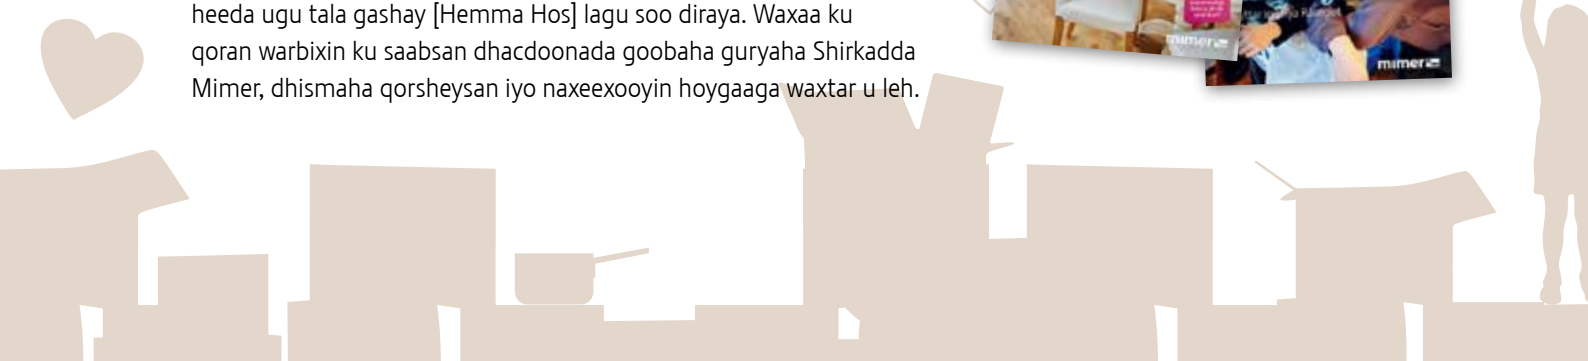 heeda ugu tala gashay [Hemma Hos] lagu soo diraya. Waxaa ku
qoran warbixin ku saabsan dhacdoonada goobaha guryaha Shirkadda
Mimer, dhismaha qorsheysan iyo naxeexooyin hoygaaga waxtar u leh.
mimer
mimer